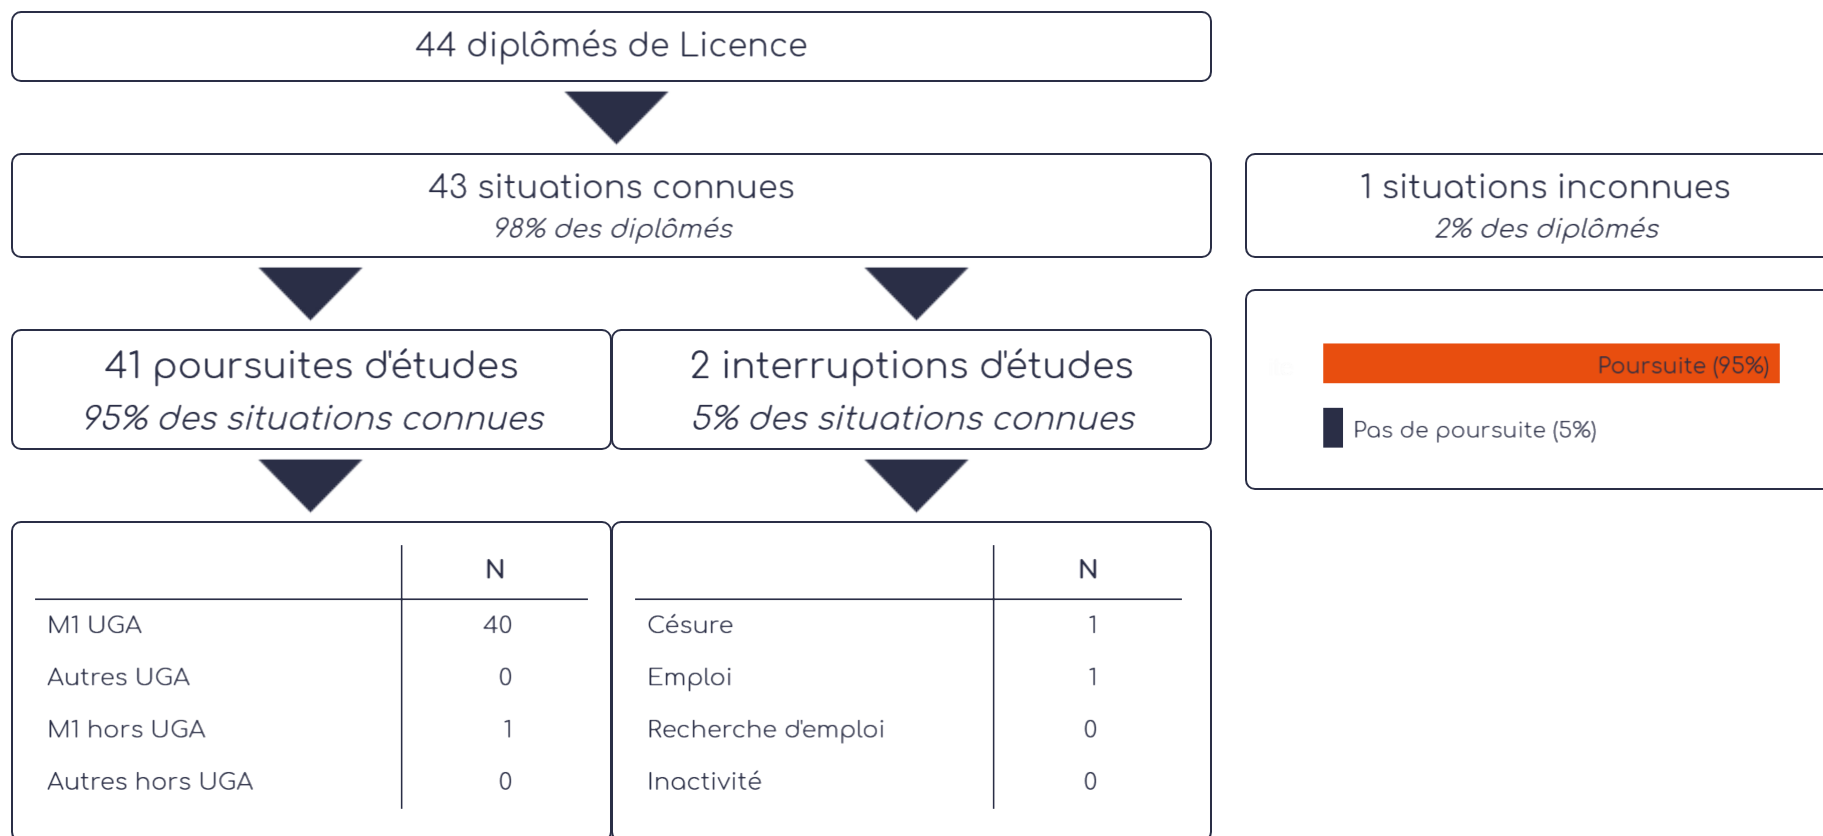 44 diplômés de Licence
43 situations connues
98% des diplômés
1 situations inconnues
2% des diplômés
41 poursuites d'études
95% des situations connues
2 interruptions d'études
5% des situations connues
Poursuite (95%)
Pas de poursuite (5%)
N
M1 UGA 40
Autres UGA 0
M1 hors UGA 1
Autres hors UGA 0
N
Césure 1
Emploi 1
Recherche d'emploi 0
Inactivité 0